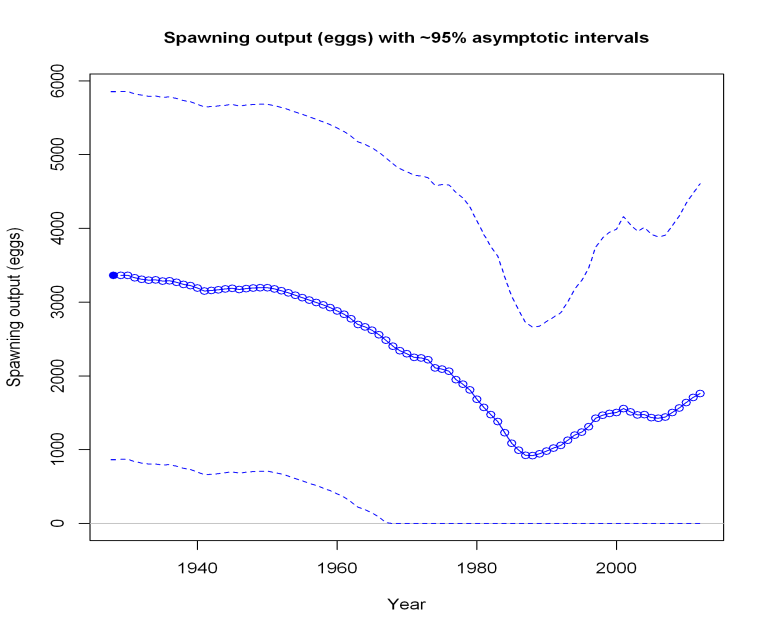 Spawning output (eggs) with ~95% asymptotic intervals
Spawning output (eggs)
6000
5000
4000
3000
2000
1000
0
1940 1960 1980 2000
Year